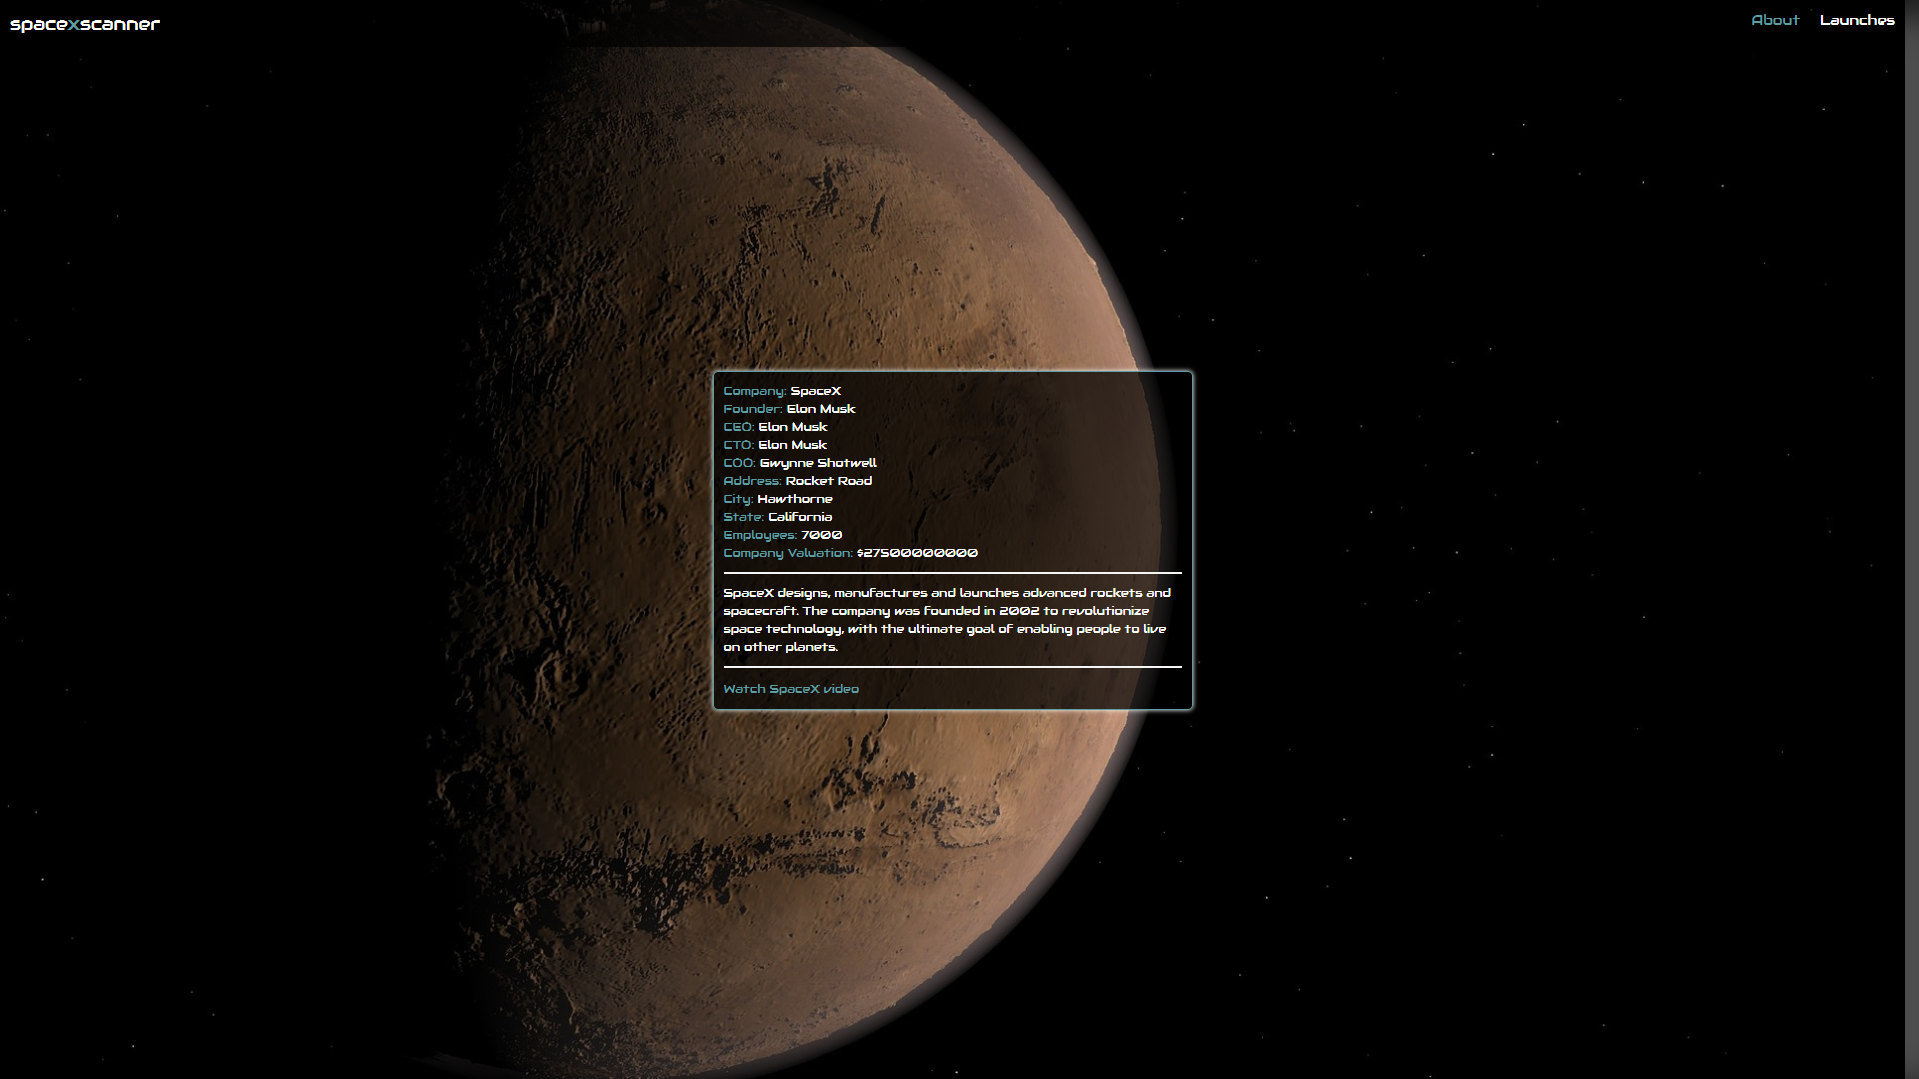 spacexscanner
About Launches
Company: SpaceX
Founder: Elon Musk
CEO: Elon Musk
CTO: Elon Musk
COO: Gwynne Shotwell
Address: Rocket Road
City: Hawthorne
State: California
Employees: 7000
Company Valuation: $27500000000
SpaceX designs, manufactures and launches advanced rockets and
spacecraft. The company was founded in 2002 to revolutionize
space technology, with the ultimate goal of enabling people to live
on other planets.
Watch SpaceX video